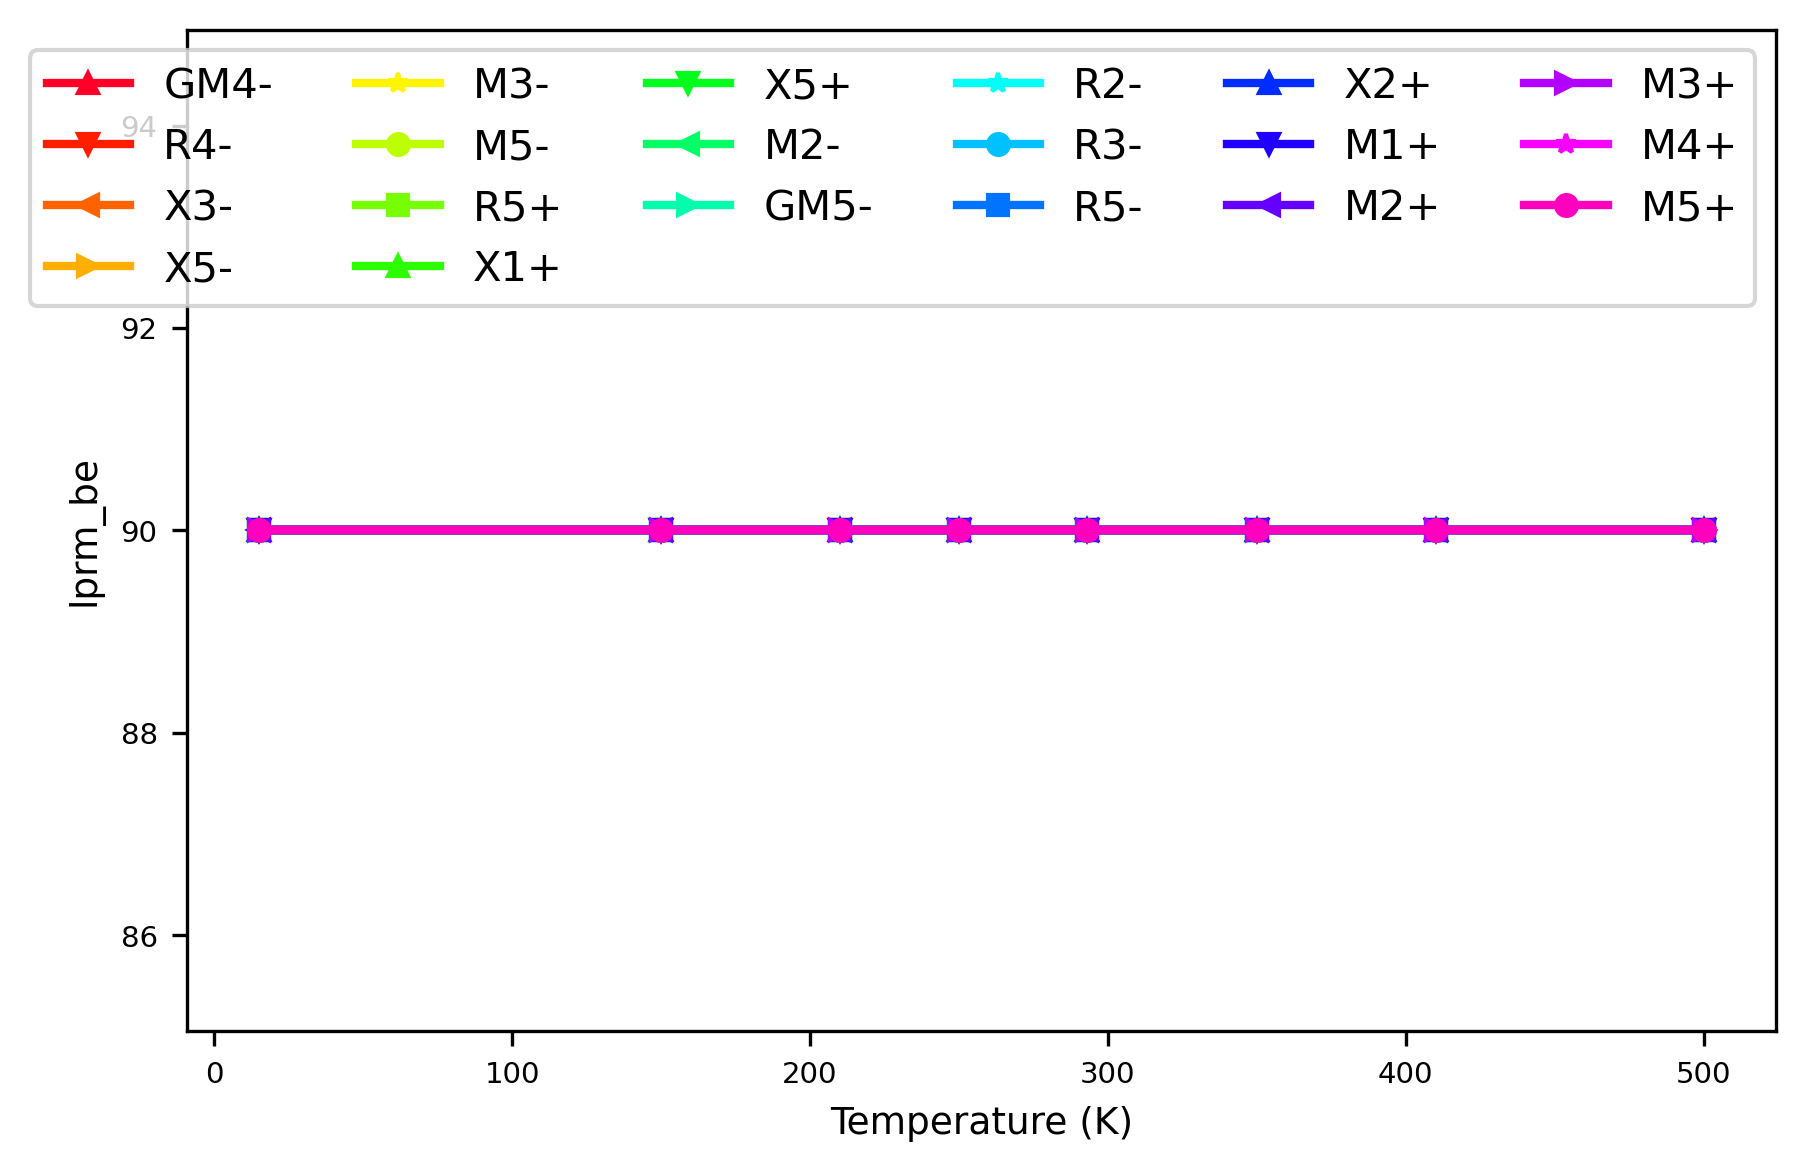 GM4- M3- X5+ R2- X2+ M3+
R4- M5- M2- R3- M1+ M4+
X3- R5+ GM5- R5- M2+ M5+
X5- X1+
94
92
90
88
86
lprm_be
0 100 200 300 400 500
Temperature (K)